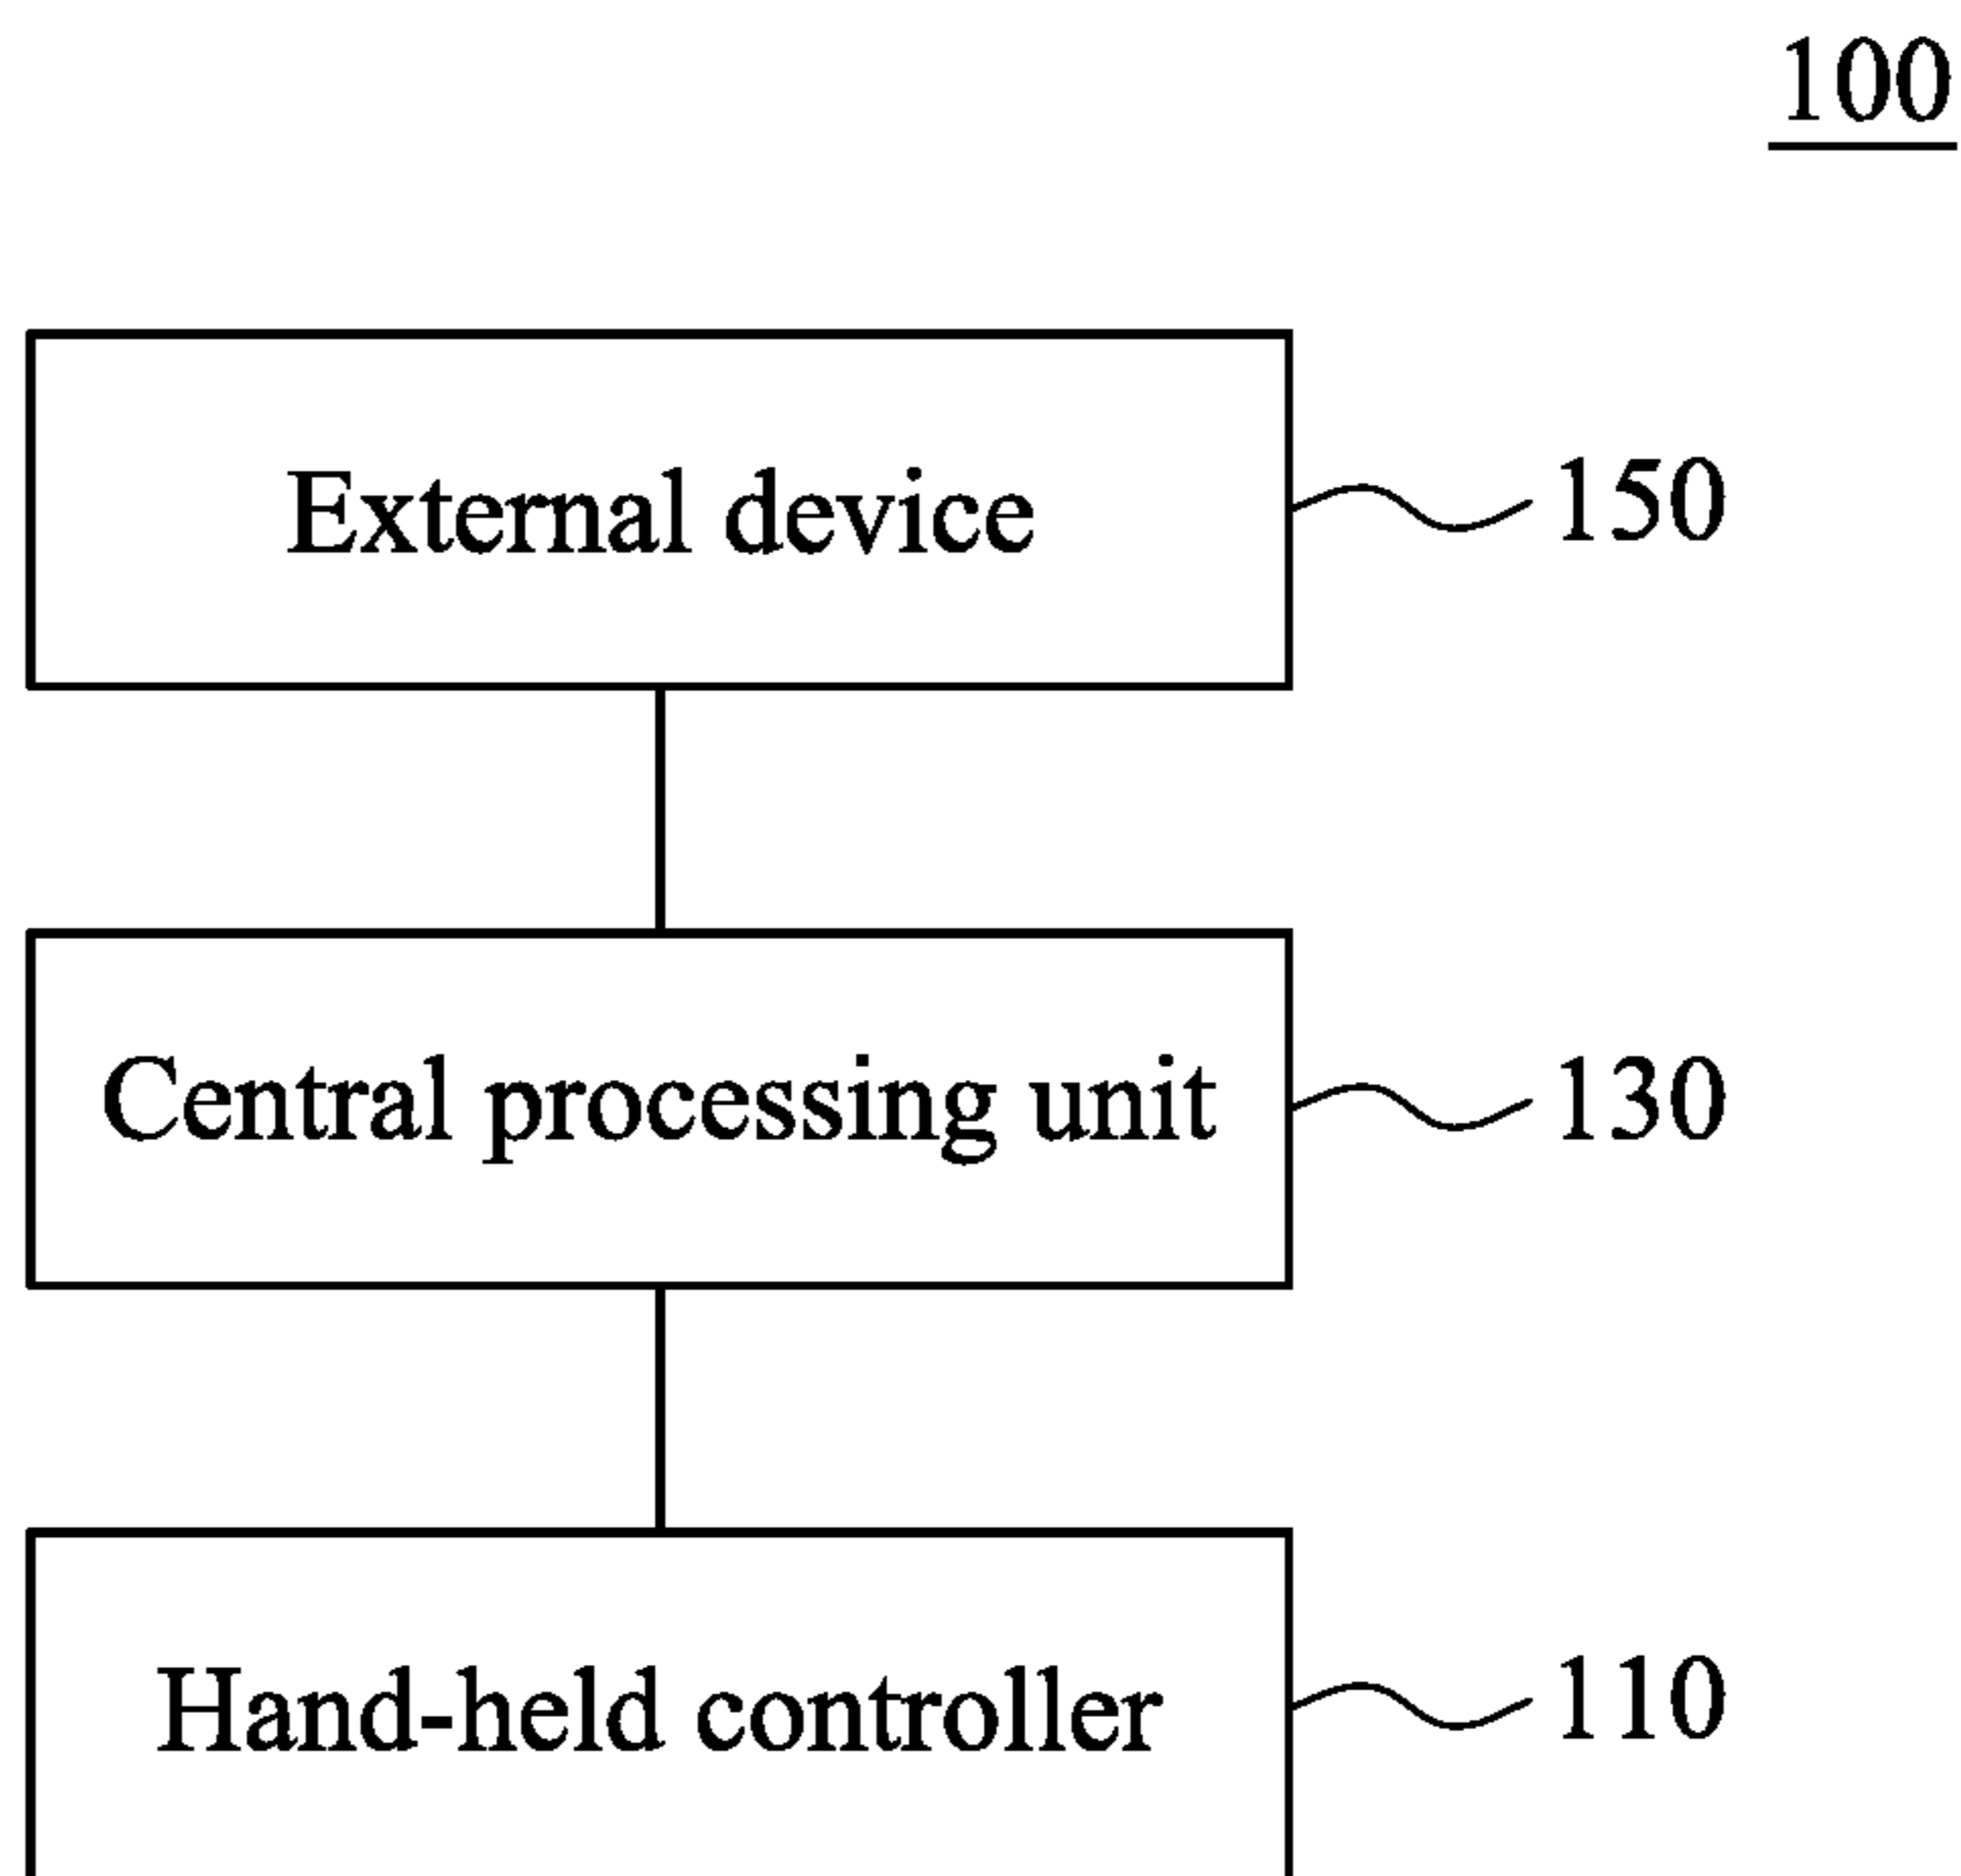 100
External device
150
Central processing unit
130
Hand-held controller
110